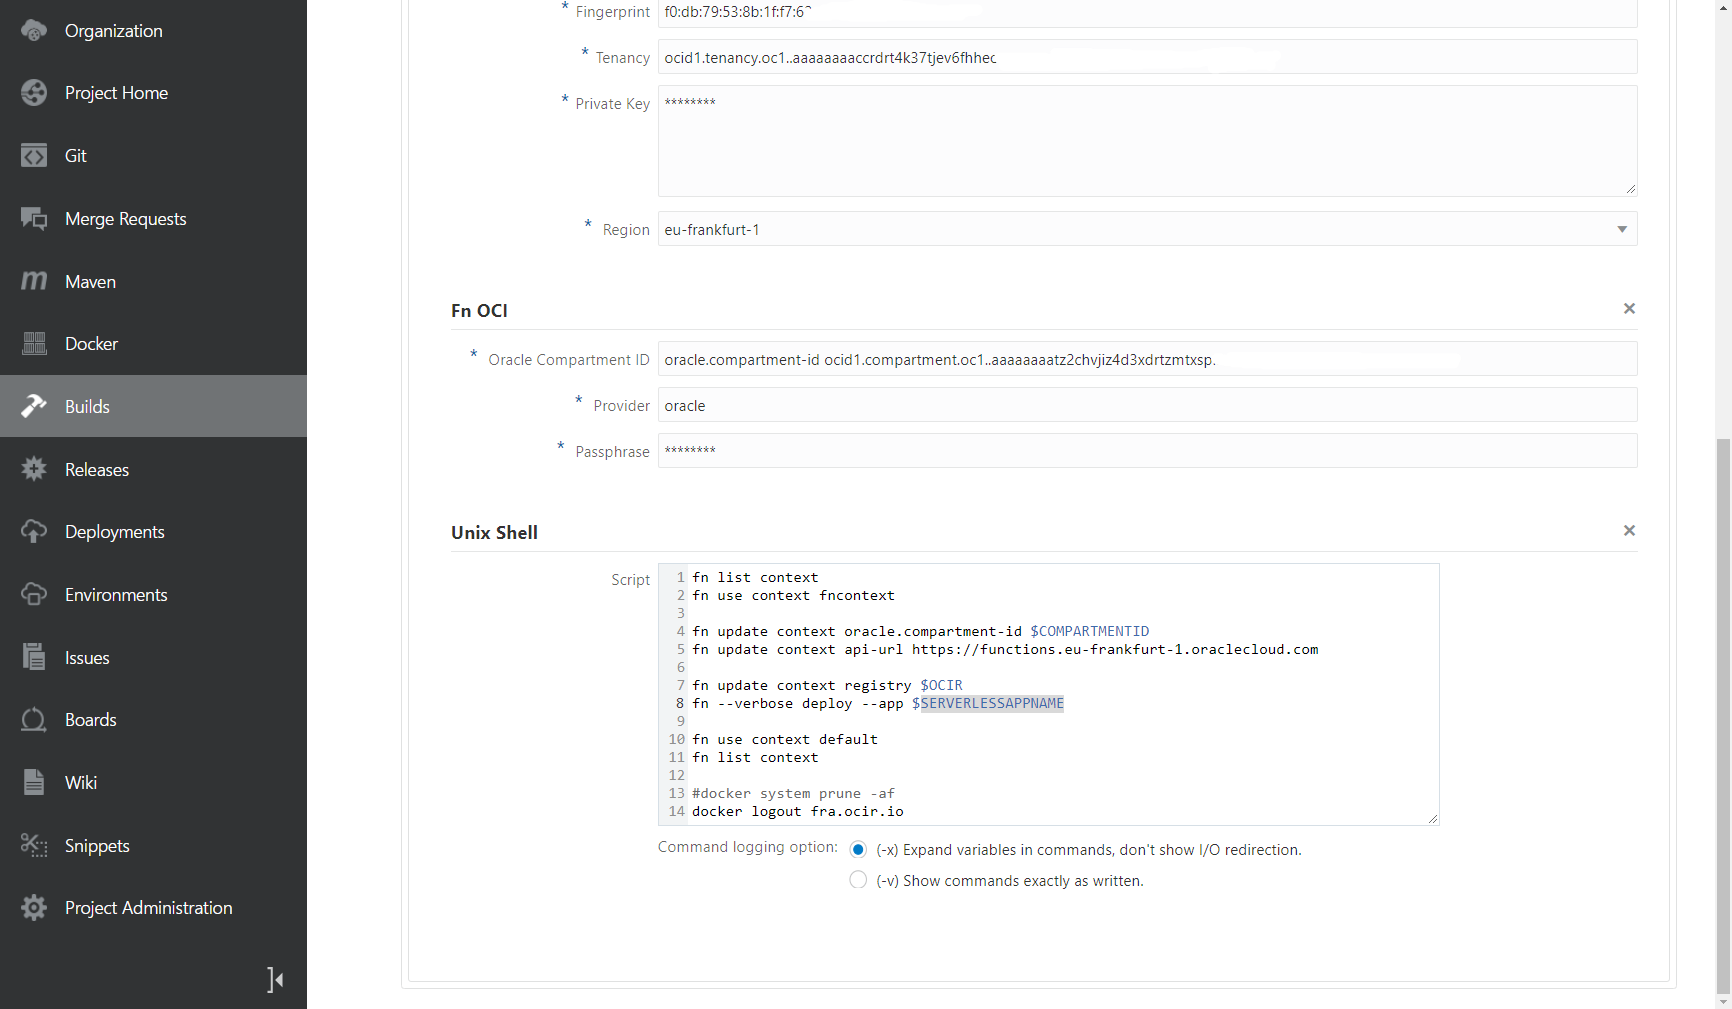 Organization
Project Home
Git
Merge Requests
Maven
Docker
Builds
Releases
Deployments
Environments
Issues
Boards
Wiki
Snippets
Project Administration
* Fingerprint f0:db:79:53:8b:1f:f7:6
* Tenancy ocid1.tenancy.oc1..aaaaaaaaccrdrt4k37tjev6fhhec
* Private Key ********
* Region eu-frankfurt-1
Fn OCI
* Oracle Compartment ID oracle.compartment-id ocid1.compartment.oc1..aaaaaaaatz2chvjiz4d3xdrtzmtxsp.
* Provider oracle
* Passphrase ********
Unix Shell
Script
1 fn list context
2 fn use context fncontext
3
4 fn update context oracle.compartment-id $COMPARTMENTID
5 fn update context api-url https://functions.eu-frankfurt-1.oraclecloud.com
6
7 fn update context registry $OCIR
8 fn --verbose deploy --app $SERVERLESSAPPNAME
9
10 fn use context default
11 fn list context
12
13 #docker system prune -af
14 docker logout fra.ocir.io
Command logging option: (-x) Expand variables in commands, don't show I/O redirection.
(-v) Show commands exactly as written.